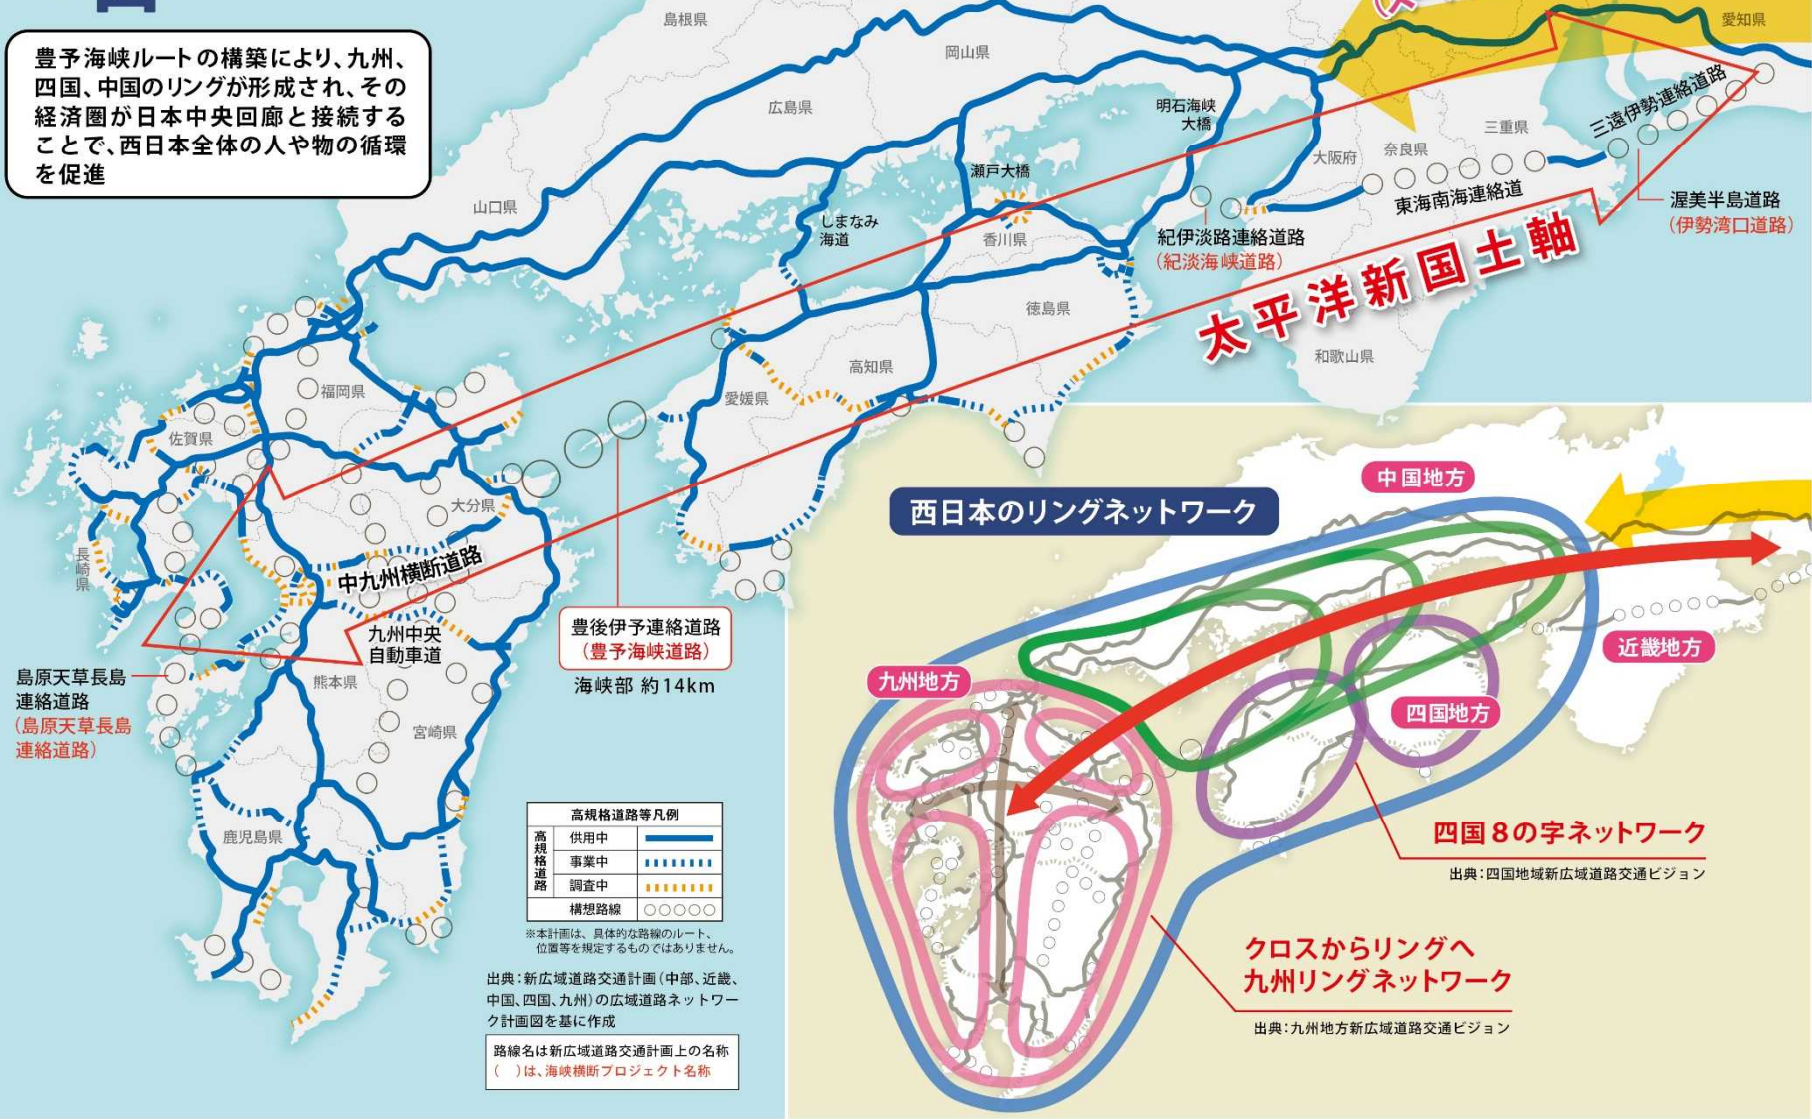 豊予海峡ルートの構築により、九州、
四国、中国のリングが形成され、その
経済圏が日本中央回廊と接続する
ことで、西日本全体の人や物の循環
を促進
島根県
岡山県
広島県
山口県
愛知県
明石海峡
大橋
瀬戸大橋
しまなみ
海道
香川県
徳島県
高知県
愛媛県
大阪府
奈良県
三重県
和歌山県
三遠伊勢連絡道路
東海南海連絡道
渥美半島道路
(伊勢湾口道路)
紀伊淡路連絡道路
(紀淡海峡道路)
太平洋新国土軸
福岡県
佐賀県
長崎県
大分県
中九州横断道路
九州中央
自動車道
熊本県
宮崎県
鹿児島県
豊後伊予連絡道路
(豊予海峡道路)
海峡部 約14km
島原天草長島
連絡道路
(島原天草長島
連絡道路)
高規格道路等凡例
高規格道路
供用中
事業中
調査中
構想路線
※本計画は、具体的な路線のルート、
位置等を規定するものではありません。
出典:新広域道路交通計画(中部、近畿、
中国、四国、九州)の広域道路ネットワー
ク計画図を基に作成
路線名は新広域道路交通計画上の名称
( )は、海峡横断プロジェクト名称
西日本のリングネットワーク
中国地方
近畿地方
九州地方
四国地方
四国8の字ネットワーク
出典:四国地域新広域道路交通ビジョン
クロスからリングへ
九州リングネットワーク
出典:九州地方新広域道路交通ビジョン